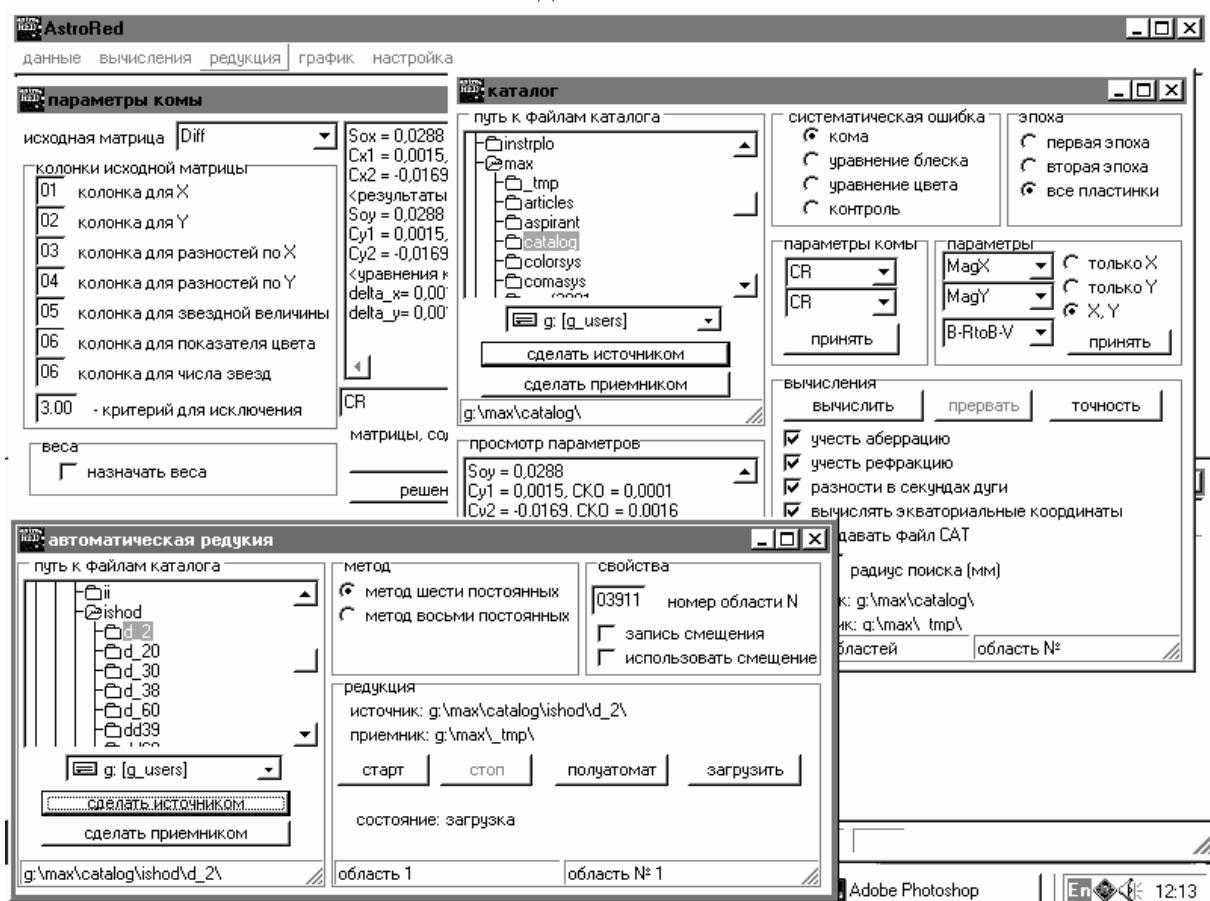 AstroRed
данные вычисления редукция график настройка
параметры комы
исходная матрица Diff
колонки исходной матрицы
01 колонка для X
02 колонка для Y
03 колонка для разностей по X
04 колонка для разностей по Y
05 колонка для звездной величины
06 колонка для показателя цвета
06 колонка для числа звезд
3.00 - критерий для исключения
веса
назначать веса
Sox = 0,0288
Cx1 = 0,0015,
Cx2 = -0,0169
<результаты
Soy = 0,0288
Cy1 = 0,0015,
Cy2 = -0,0169
<уравнения к
delta_x= 0,00
delta_y= 0,00
CR
матрицы, со
решен
каталог
путь к файлам каталога
instrplo
max
_tmp
articles
aspirant
catalog
colorsys
comasys
g: [g_users]
сделать источником
сделать приемником
g:\max\catalog\
просмотр параметров
Soy = 0,0288
Cy1 = 0,0015, СКО = 0,0001
Cy2 = -0,0169, СКО = 0,0016
систематическая ошибка
кома
уравнение блеска
уравнение цвета
контроль
эпоха
первая эпоха
вторая эпоха
все пластинки
параметры комы
CR
CR
принять
параметры
MagX
MagY
B-RtoB-V
только X
только Y
X, Y
принять
вычисления
вычислить прервать точность
учесть аберрацию
учесть рефракцию
разности в секундах дуги
вычислять экваториальные координаты
давать файл CAT
радиус поиска (мм)
к: g:\max\catalog\
ик: g:\max\_tmp\
бластей область №
автоматическая редукия
путь к файлам каталога
ii
ishod
d_2
d_20
d_30
d_38
d_60
dd39
g: [g_users]
сделать источником
сделать приемником
g:\max\catalog\ishod\d_2\
метод
метод шести постоянных
метод восьми постоянных
свойства
03911 номер области N
запись смещения
использовать смещение
редукция
источник: g:\max\catalog\ishod\d_2\
приемник: g:\max\_tmp\
старт стоп полуатомат загрузить
состояние: загрузка
область 1 область № 1
Adobe Photoshop En 12:13